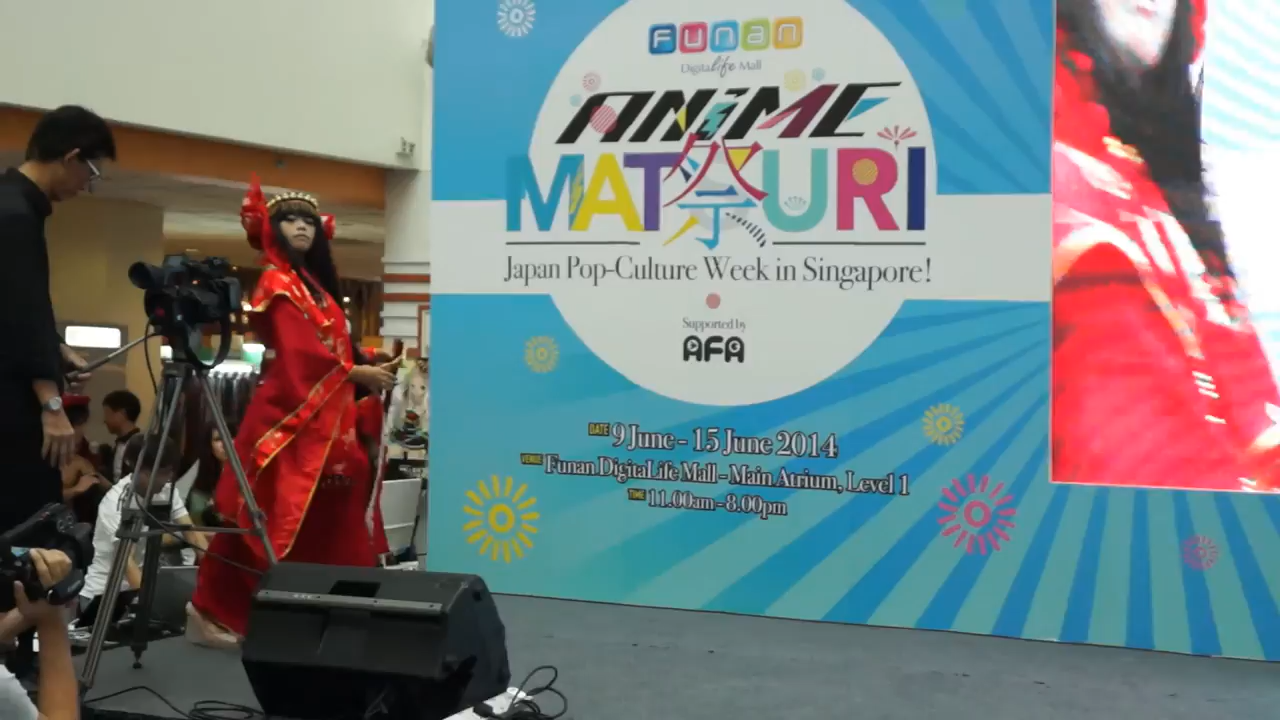 Funan
DigitaLife Mall
ANiME
MAT祭URI
Japan Pop-Culture Week in Singapore!
Supported by
AFA
DATE 9 June - 15 June 2014
VENUE Funan DigitaLife Mall - Main Atrium, Level 1
TIME 11.00am - 8.00pm